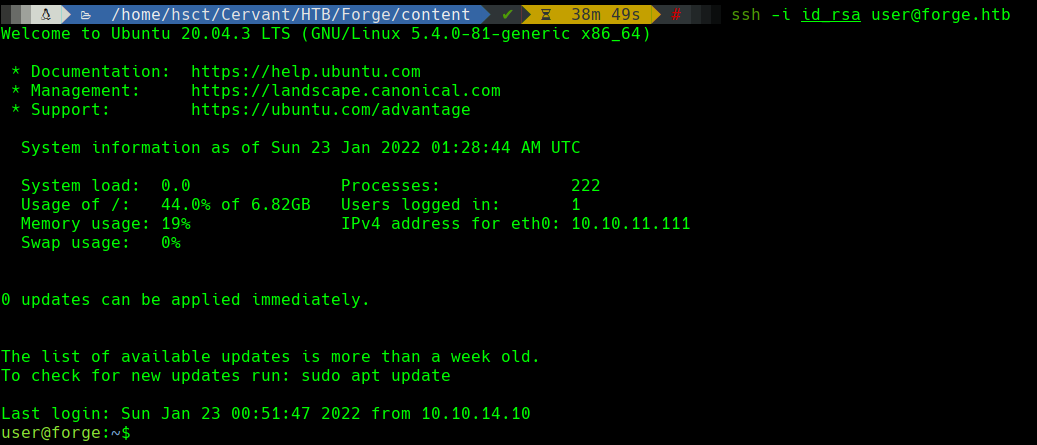 /home/hsct/Cervant/HTB/Forge/content ✔ 38m 49s # ssh -i id_rsa user@forge.htb
Welcome to Ubuntu 20.04.3 LTS (GNU/Linux 5.4.0-81-generic x86_64)
* Documentation:  https://help.ubuntu.com
* Management:     https://landscape.canonical.com
* Support:        https://ubuntu.com/advantage
System information as of Sun 23 Jan 2022 01:28:44 AM UTC
System load:  0.0               Processes:             222
Usage of /:   44.0% of 6.82GB   Users logged in:       1
Memory usage: 19%               IPv4 address for eth0: 10.10.11.111
Swap usage:   0%
0 updates can be applied immediately.
The list of available updates is more than a week old.
To check for new updates run: sudo apt update
Last login: Sun Jan 23 00:51:47 2022 from 10.10.14.10
user@forge:~$